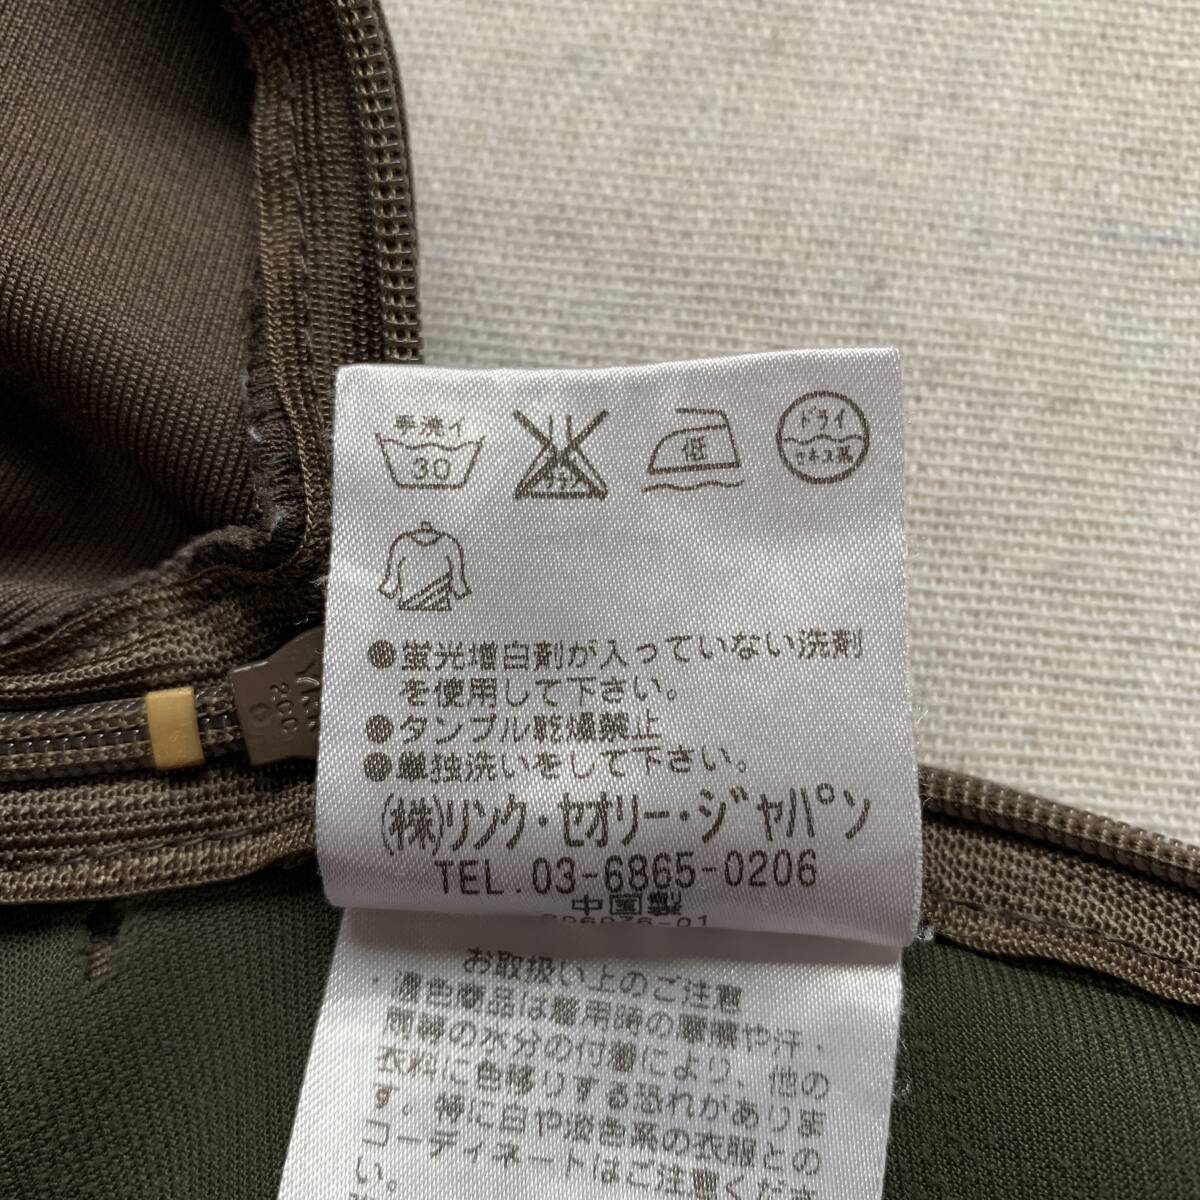 手洗イ
30
低
ドライ
セキユ系
●蛍光増白剤が入っていない洗剤
を使用して下さい。
●タンブル乾燥禁止
●単独洗いをして下さい。
(株)リンク・セオリー・ジャパン
TEL.03-6865-0206
中国製
お取扱い上のご注意
・濃色商品は着用時の摩擦や汗・
雨等の水分の付着により、他の
衣料に色移りする恐れがありま
す。特に白や淡色系の衣服との
コーディネートはご注意くださ
い。
YKK
2CC